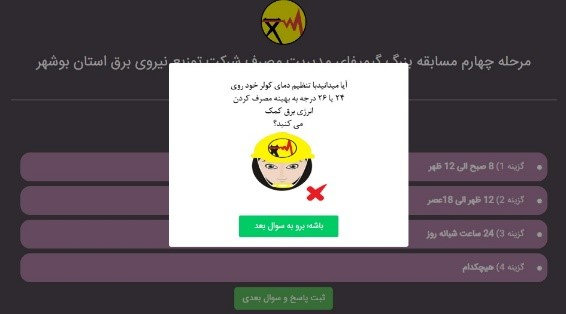 مرحله چهارم مسابقه بزرگ گیمیفای مدیریت مصرف شرکت توزیع نیروی برق استان بوشهر
آیا میدانیدبا تنظیم دمای کولر خود روی
۲۴ یا ۲۶ درجه به بهینه مصرف کردن
انرژی برق کمک
می کنید؟
باشه؛ برو به سوال بعد
گزینه 1) 8 صبح الی 12 ظهر
گزینه 2) 12 ظهر الی 18عصر
گزینه 3) 24 ساعت شبانه روز
گزینه 4) هیچکدام
ثبت پاسخ و سوال بعدی